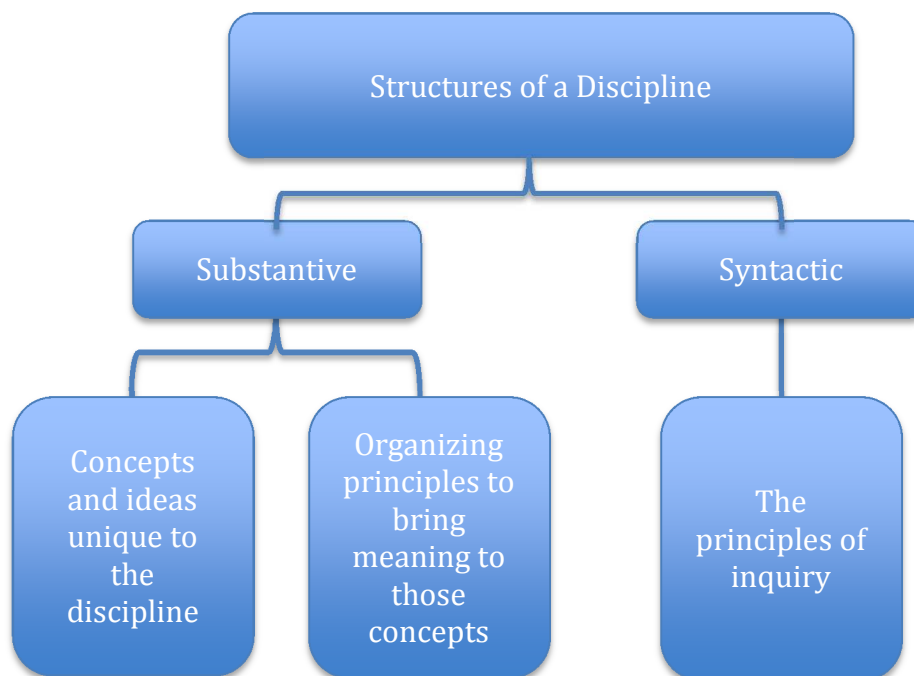 Structures of a Discipline
Substantive
Syntactic
Concepts
and ideas
unique to
the
discipline
Organizing
principles to
bring
meaning to
those
concepts
The
principles of
inquiry